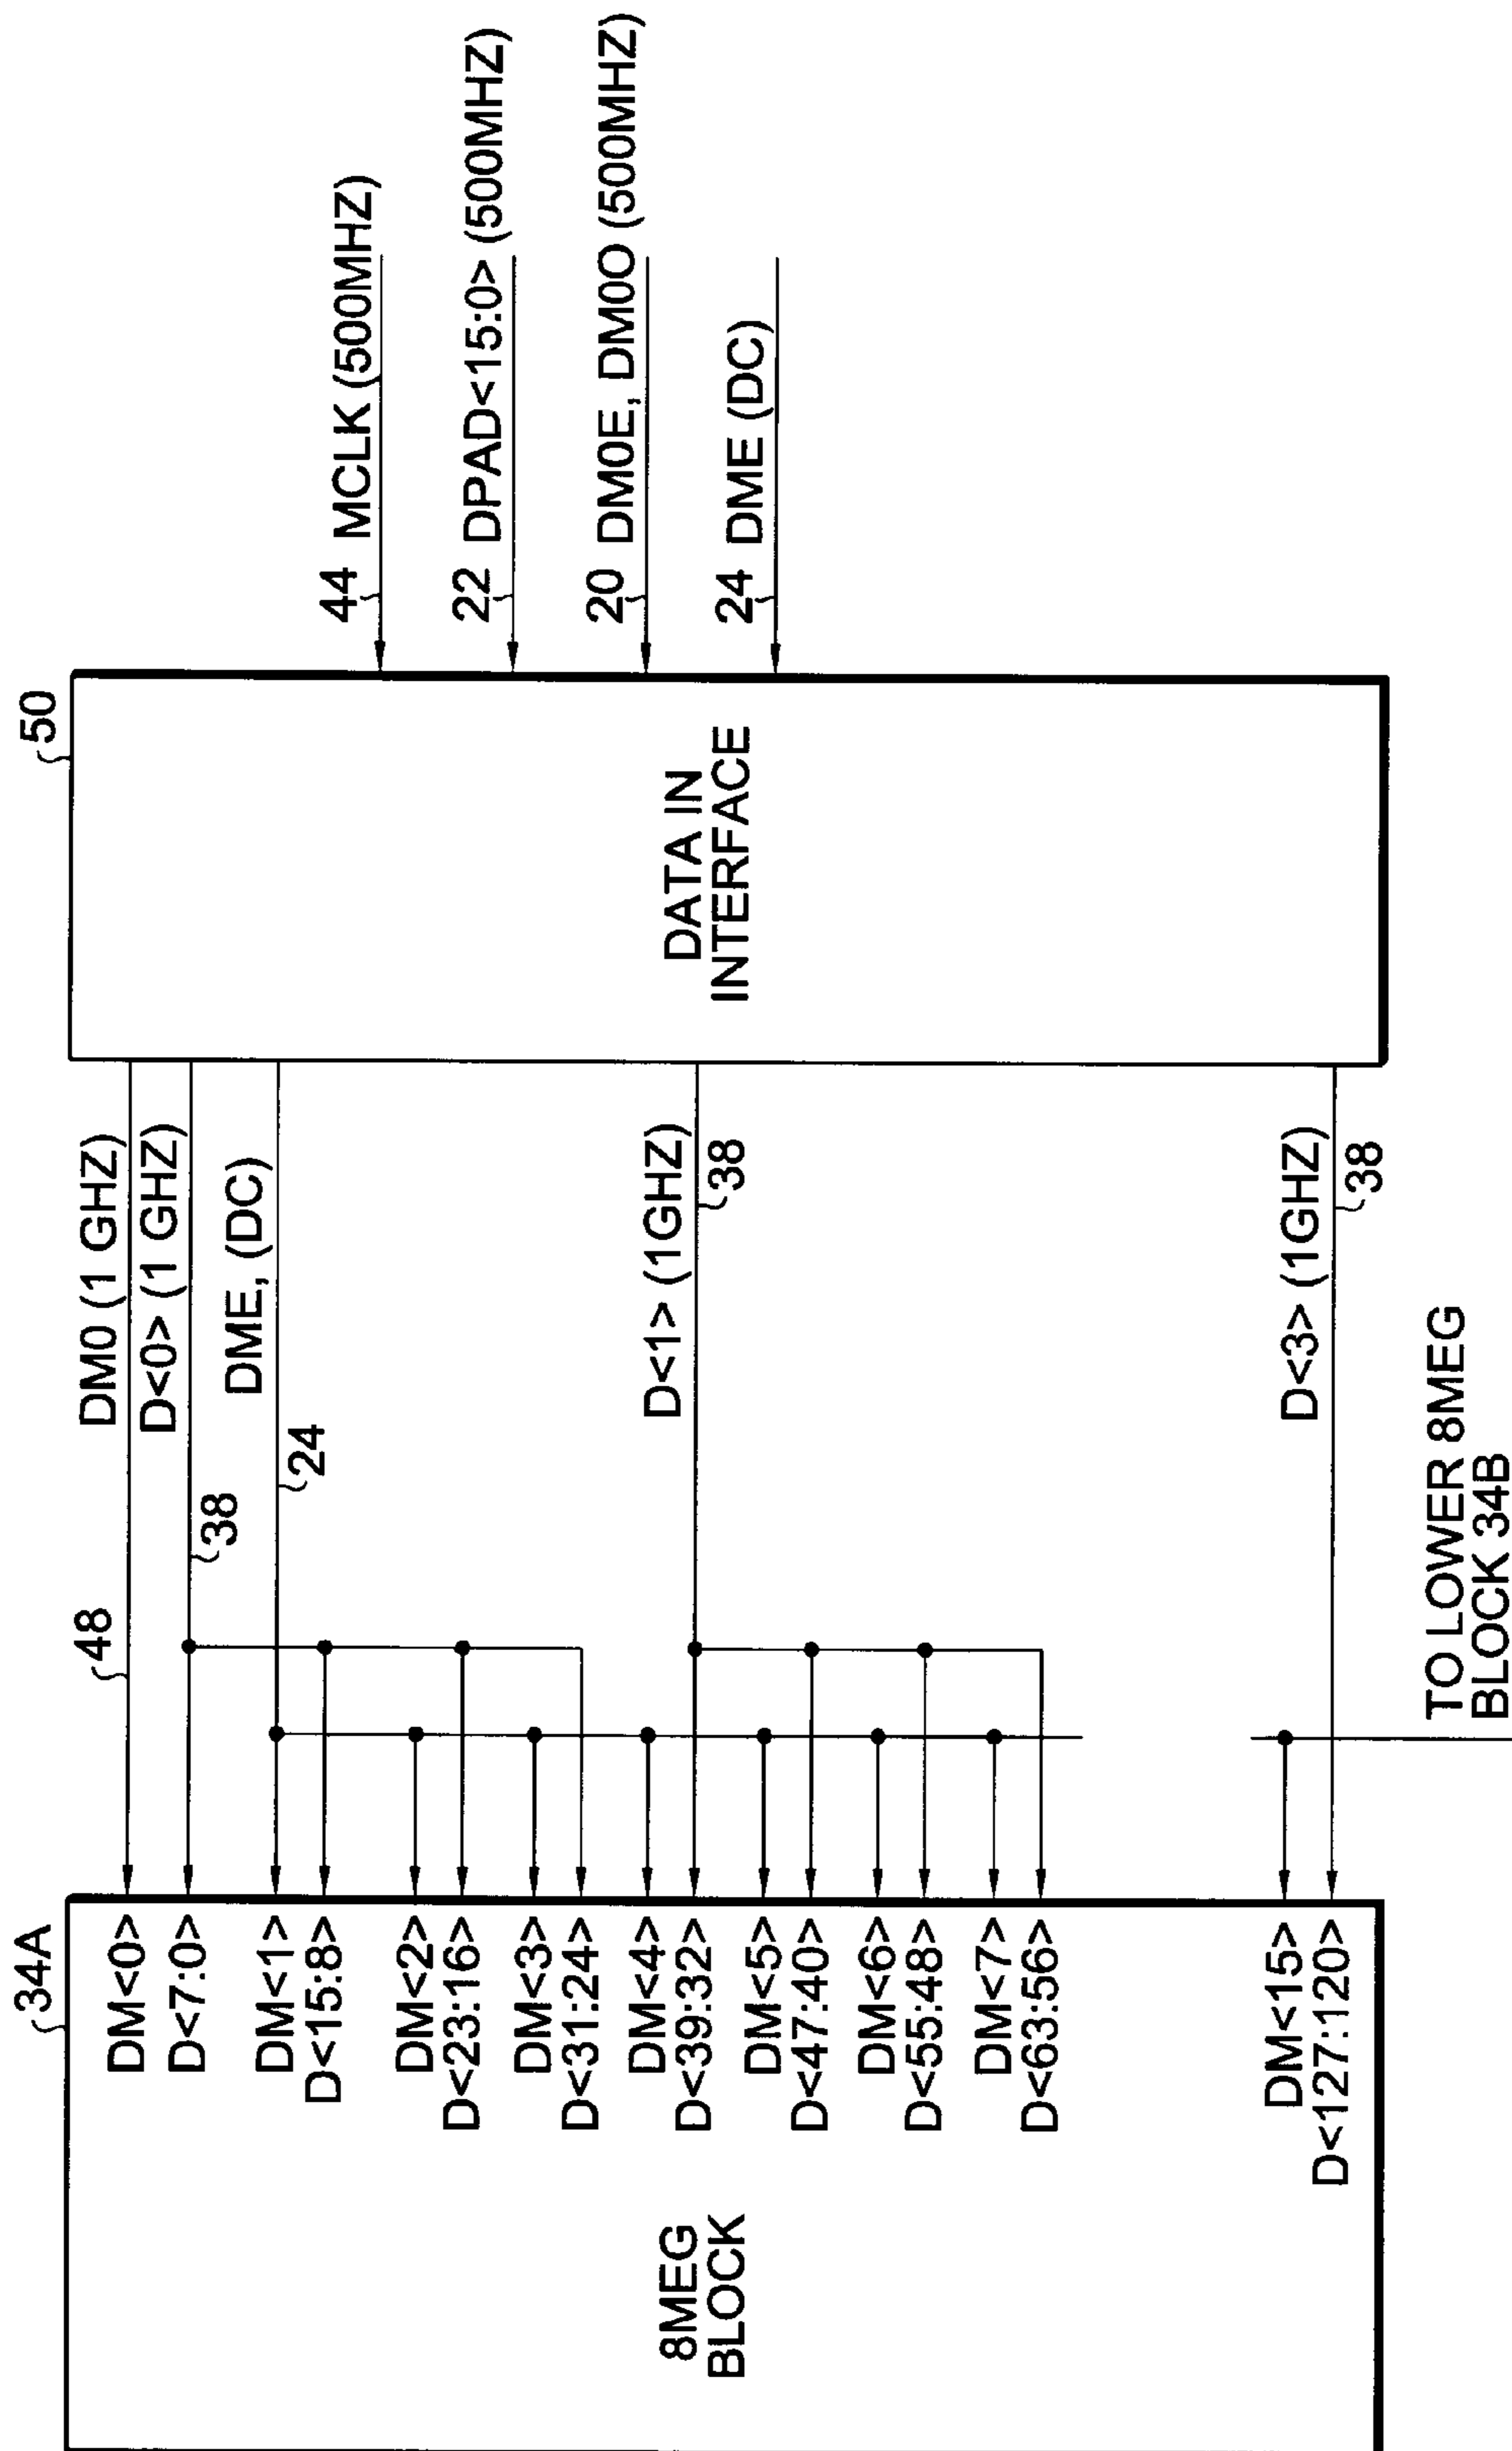 34A
8MEG
BLOCK
DM<0>
D<7:0>
DM<1>
D<15:8>
DM<2>
D<23:16>
DM<3>
D<31:24>
DM<4>
D<39:32>
DM<5>
D<47:40>
DM<6>
D<55:48>
DM<7>
D<63:56>
DM<15>
D<127:120>
48
DM0 (1 GHZ)
38
D<0> (1 GHZ)
24
DME, (DC)
D<1> (1GHZ)
38
D<3> (1GHZ)
38
TO LOWER 8MEG
BLOCK 34B
50
DATA IN
INTERFACE
44 MCLK (500MHZ)
22 DPAD<15:0> (500MHZ)
20 DM0E, DM0O (500MHZ)
24 DME (DC)